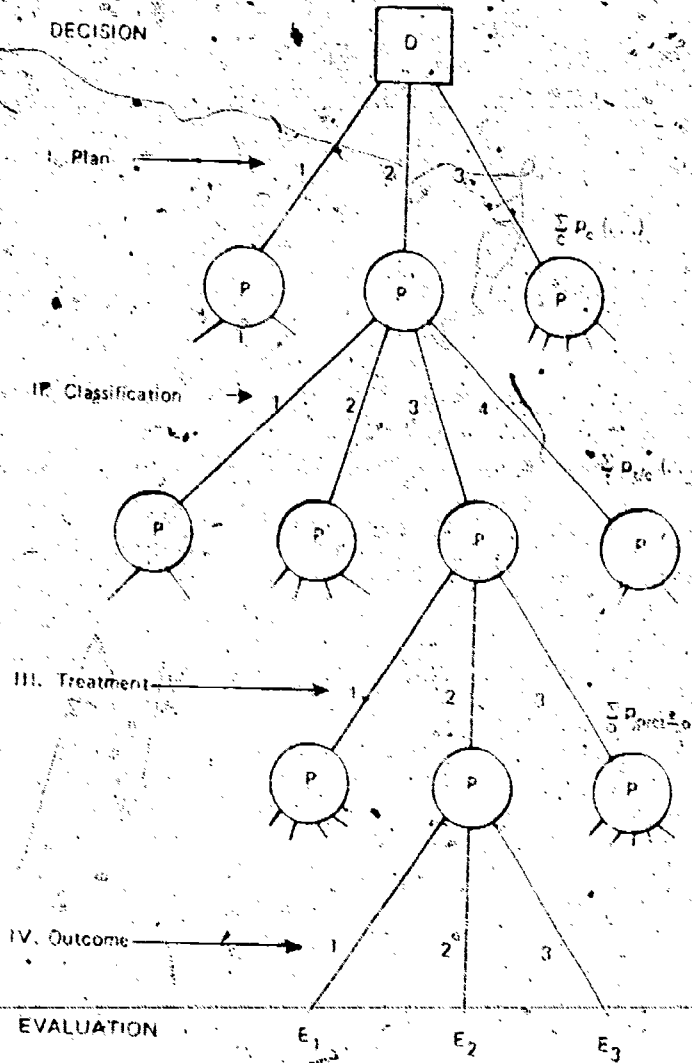 DECISION
D
I. Plan
1 2 3
Σ c P c (...)
P P P
II. Classification
1 2 3 4
P P P P
III. Treatment
1 2 3
P P P
IV. Outcome
1 2 3
EVALUATION E1 E2 E3